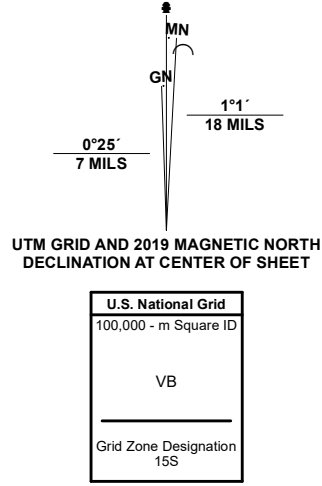 MN
GN
1°1´
18 MILS
0°25´
7 MILS
UTM GRID AND 2019 MAGNETIC NORTH
DECLINATION AT CENTER OF SHEET
U.S. National Grid
100,000 - m Square ID
VB
Grid Zone Designation
15S